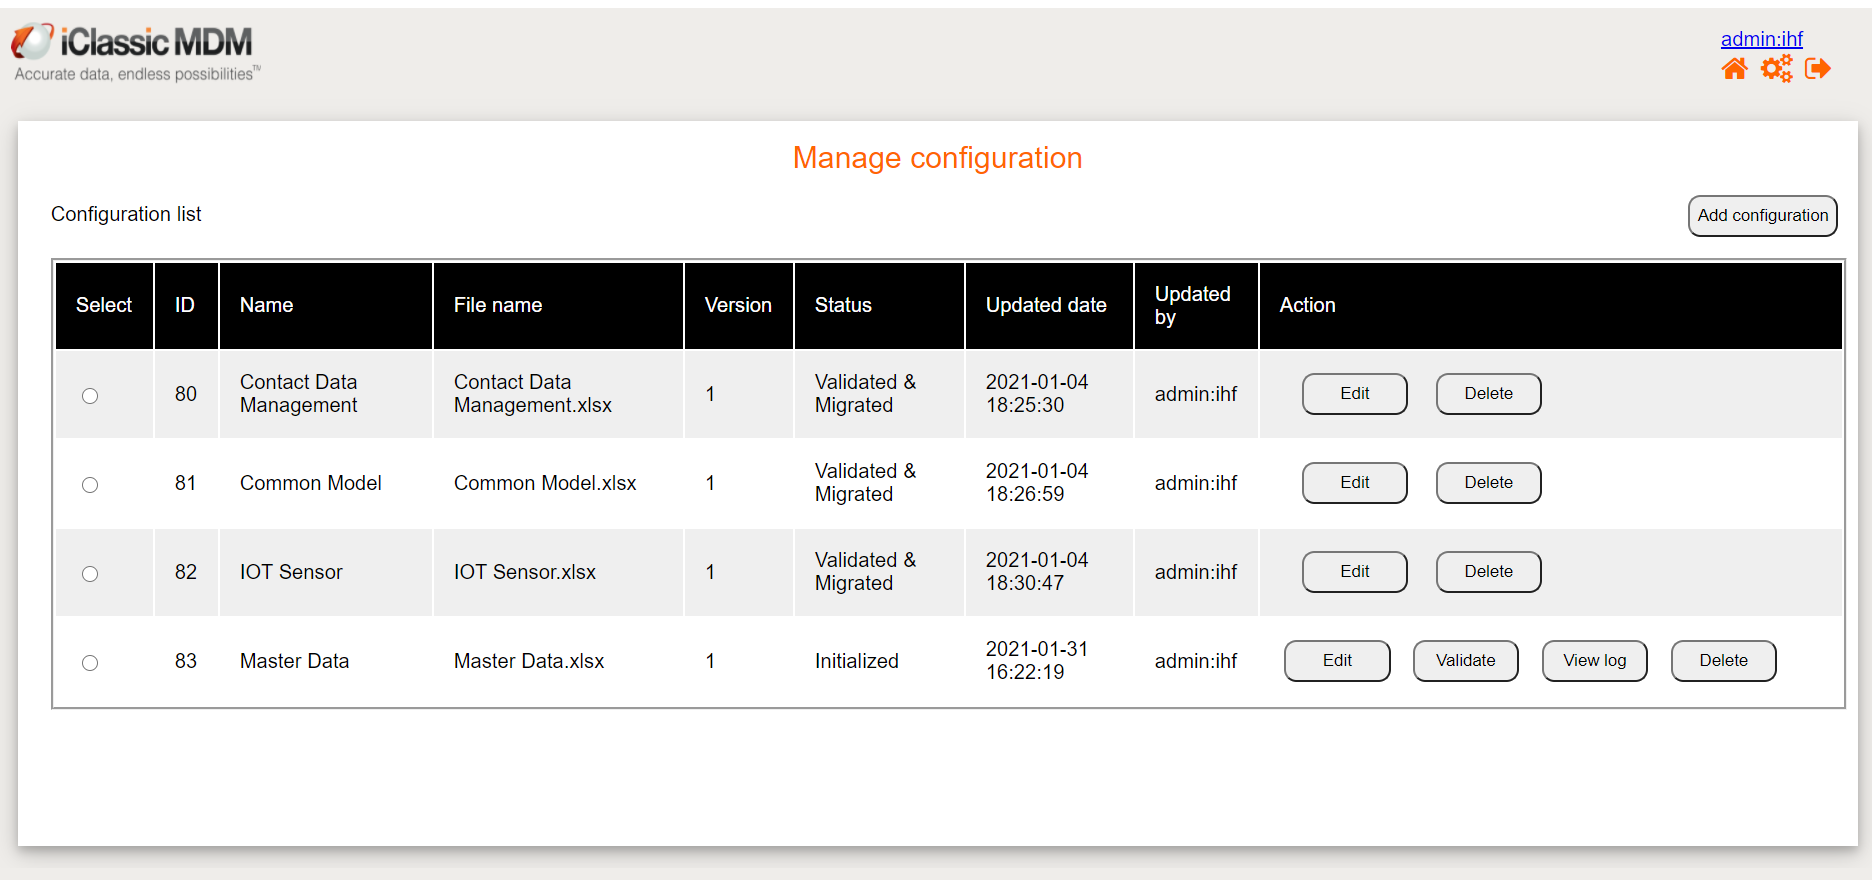 iClassic MDM
Accurate data, endless possibilities™
admin:ihf
Manage configuration
Configuration list
Add configuration
Select ID Name File name Version Status Updated date Updated by Action
80 Contact Data Management Contact Data Management.xlsx 1 Validated & Migrated 2021-01-04 18:25:30 admin:ihf Edit Delete
81 Common Model Common Model.xlsx 1 Validated & Migrated 2021-01-04 18:26:59 admin:ihf Edit Delete
82 IOT Sensor IOT Sensor.xlsx 1 Validated & Migrated 2021-01-04 18:30:47 admin:ihf Edit Delete
83 Master Data Master Data.xlsx 1 Initialized 2021-01-31 16:22:19 admin:ihf Edit Validate View log Delete